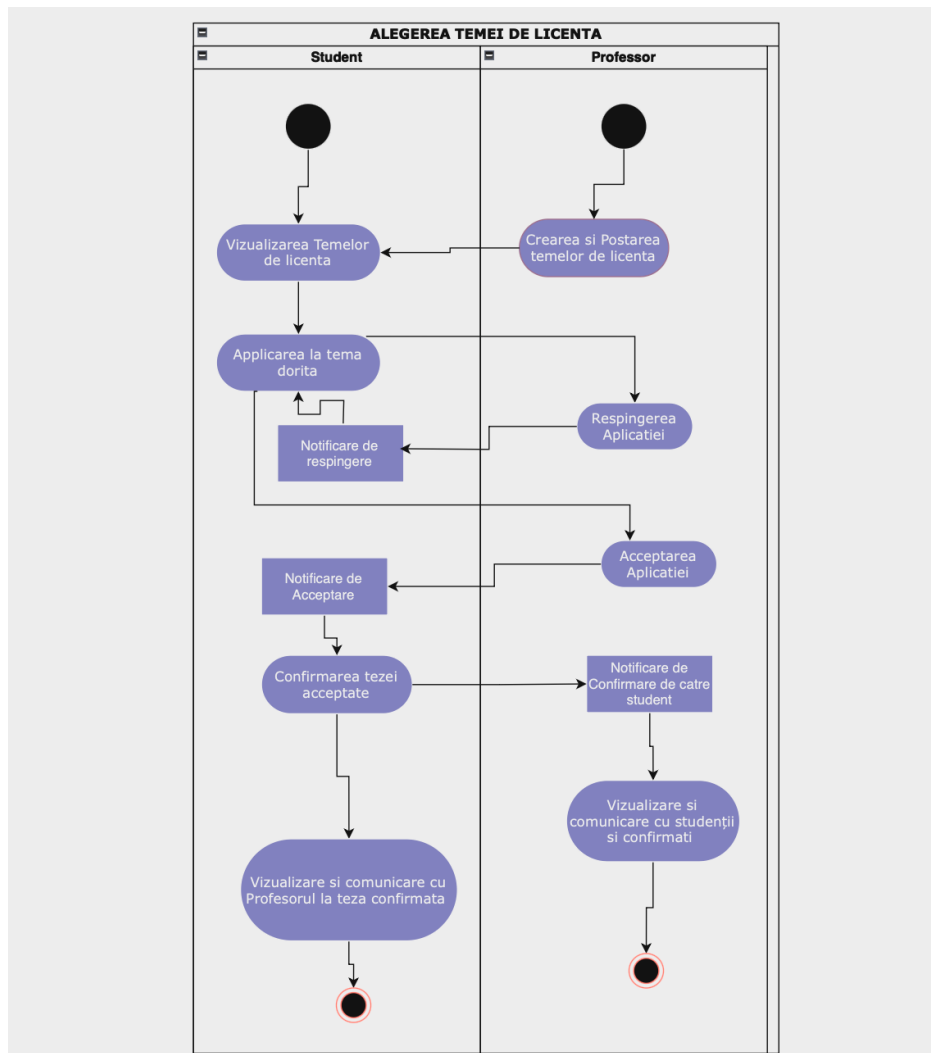 ALEGEREA TEMEI DE LICENTA
Student
Professor
Vizualizarea Temelor
de licenta
Crearea si Postarea
temelor de licenta
Applicarea la tema
dorita
Respingerea
Aplicatiei
Notificare de
respingere
Acceptarea
Aplicatiei
Notificare de
Acceptare
Confirmarea tezei
acceptate
Notificare de
Confirmare de catre
student
Vizualizare si
comunicare cu studenții
si confirmati
Vizualizare si comunicare cu
Profesorul la teza confirmata